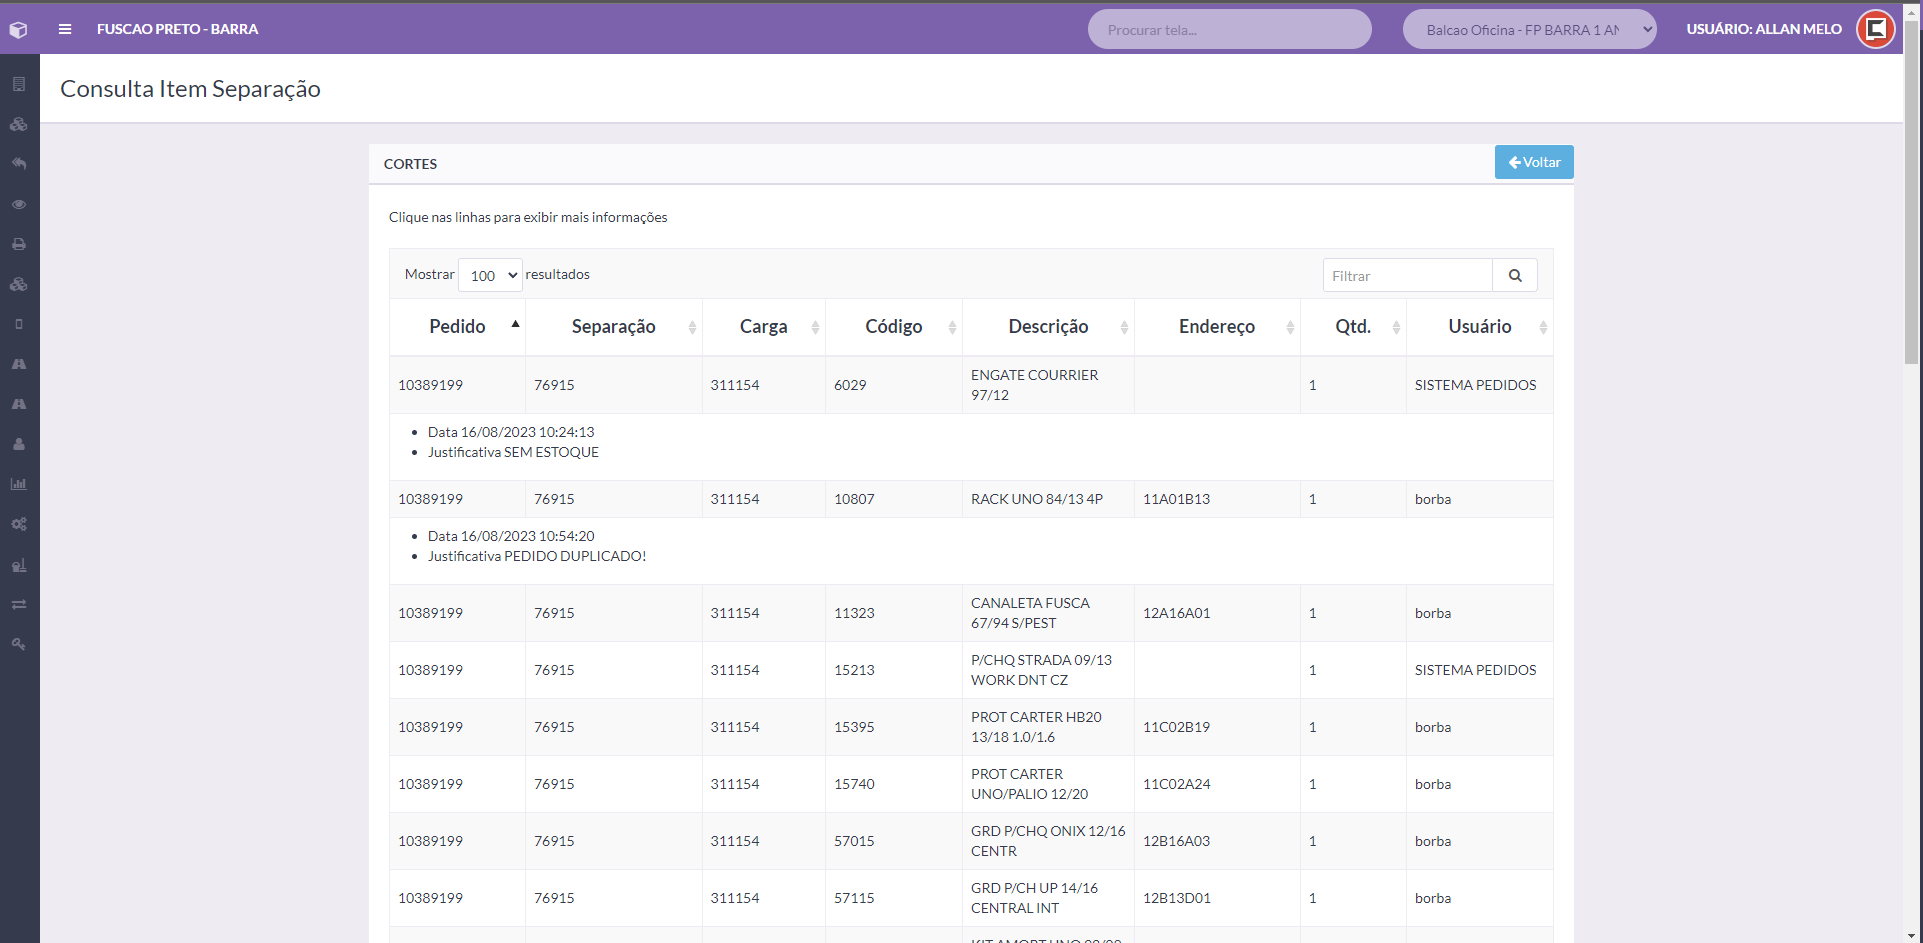 FUSCAO PRETO - BARRA
Procurar tela...
Balcao Oficina - FP BARRA 1 AN
USUÁRIO: ALLAN MELO
Consulta Item Separação
CORTES
Voltar
Clique nas linhas para exibir mais informações
Mostrar 100 resultados
Filtrar
Pedido Separação Carga Código Descrição Endereço Qtd. Usuário
10389199 76915 311154 6029 ENGATE COURRIER 97/12 1 SISTEMA PEDIDOS
Data 16/08/2023 10:24:13
Justificativa SEM ESTOQUE
10389199 76915 311154 10807 RACK UNO 84/13 4P 11A01B13 1 borba
Data 16/08/2023 10:54:20
Justificativa PEDIDO DUPLICADO!
10389199 76915 311154 11323 CANALETA FUSCA 67/94 S/PEST 12A16A01 1 borba
10389199 76915 311154 15213 P/CHQ STRADA 09/13 WORK DNT CZ 1 SISTEMA PEDIDOS
10389199 76915 311154 15395 PROT CARTER HB20 13/18 1.0/1.6 11C02B19 1 borba
10389199 76915 311154 15740 PROT CARTER UNO/PALIO 12/20 11C02A24 1 borba
10389199 76915 311154 57015 GRD P/CHQ ONIX 12/16 CENTR 12B16A03 1 borba
10389199 76915 311154 57115 GRD P/CH UP 14/16 CENTRAL INT 12B13D01 1 borba